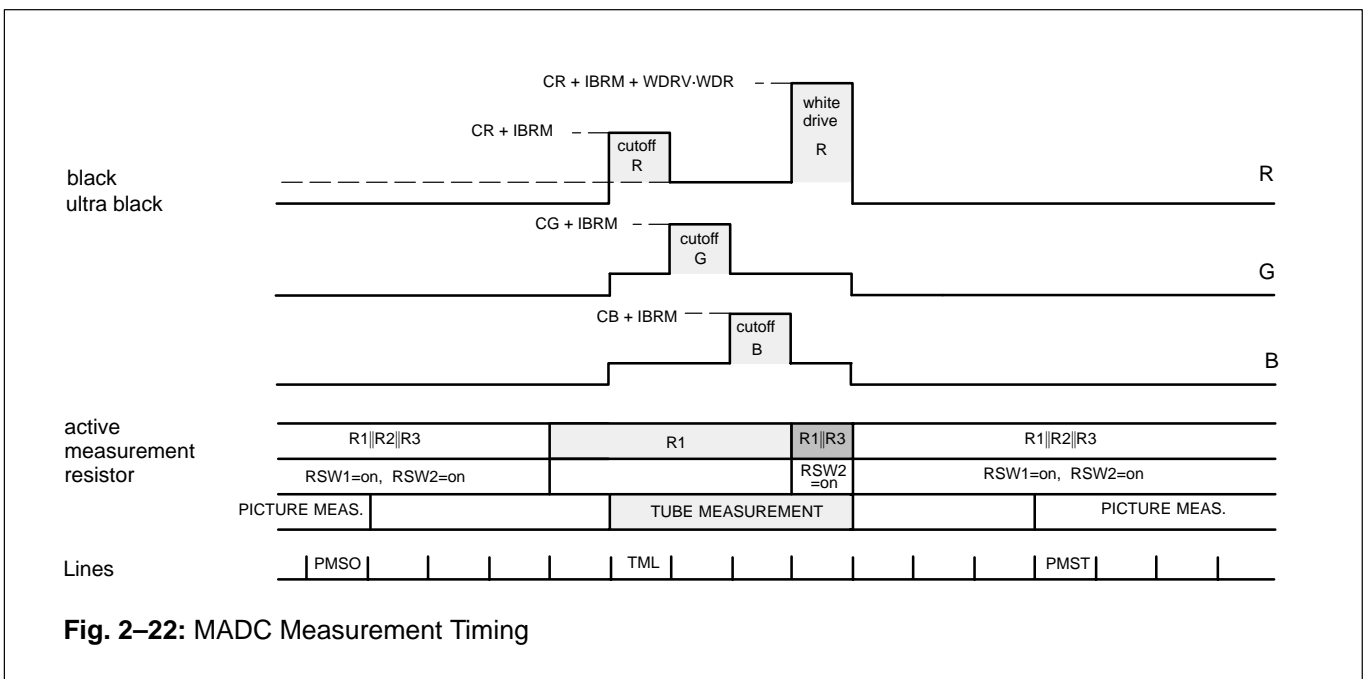 CR + IBRM + WDRV·WDR
white
drive
R
CR + IBRM
cutoff
R
black
ultra black
R
CG + IBRM
cutoff
G
G
CB + IBRM
cutoff
B
B
active
measurement
resistor
R1||R2||R3
R1
R1||R3
R1||R2||R3
RSW1=on, RSW2=on
RSW2
=on
RSW1=on, RSW2=on
PICTURE MEAS.
TUBE MEASUREMENT
PICTURE MEAS.
Lines
PMSO
TML
PMST
Fig. 2–22: MADC Measurement Timing